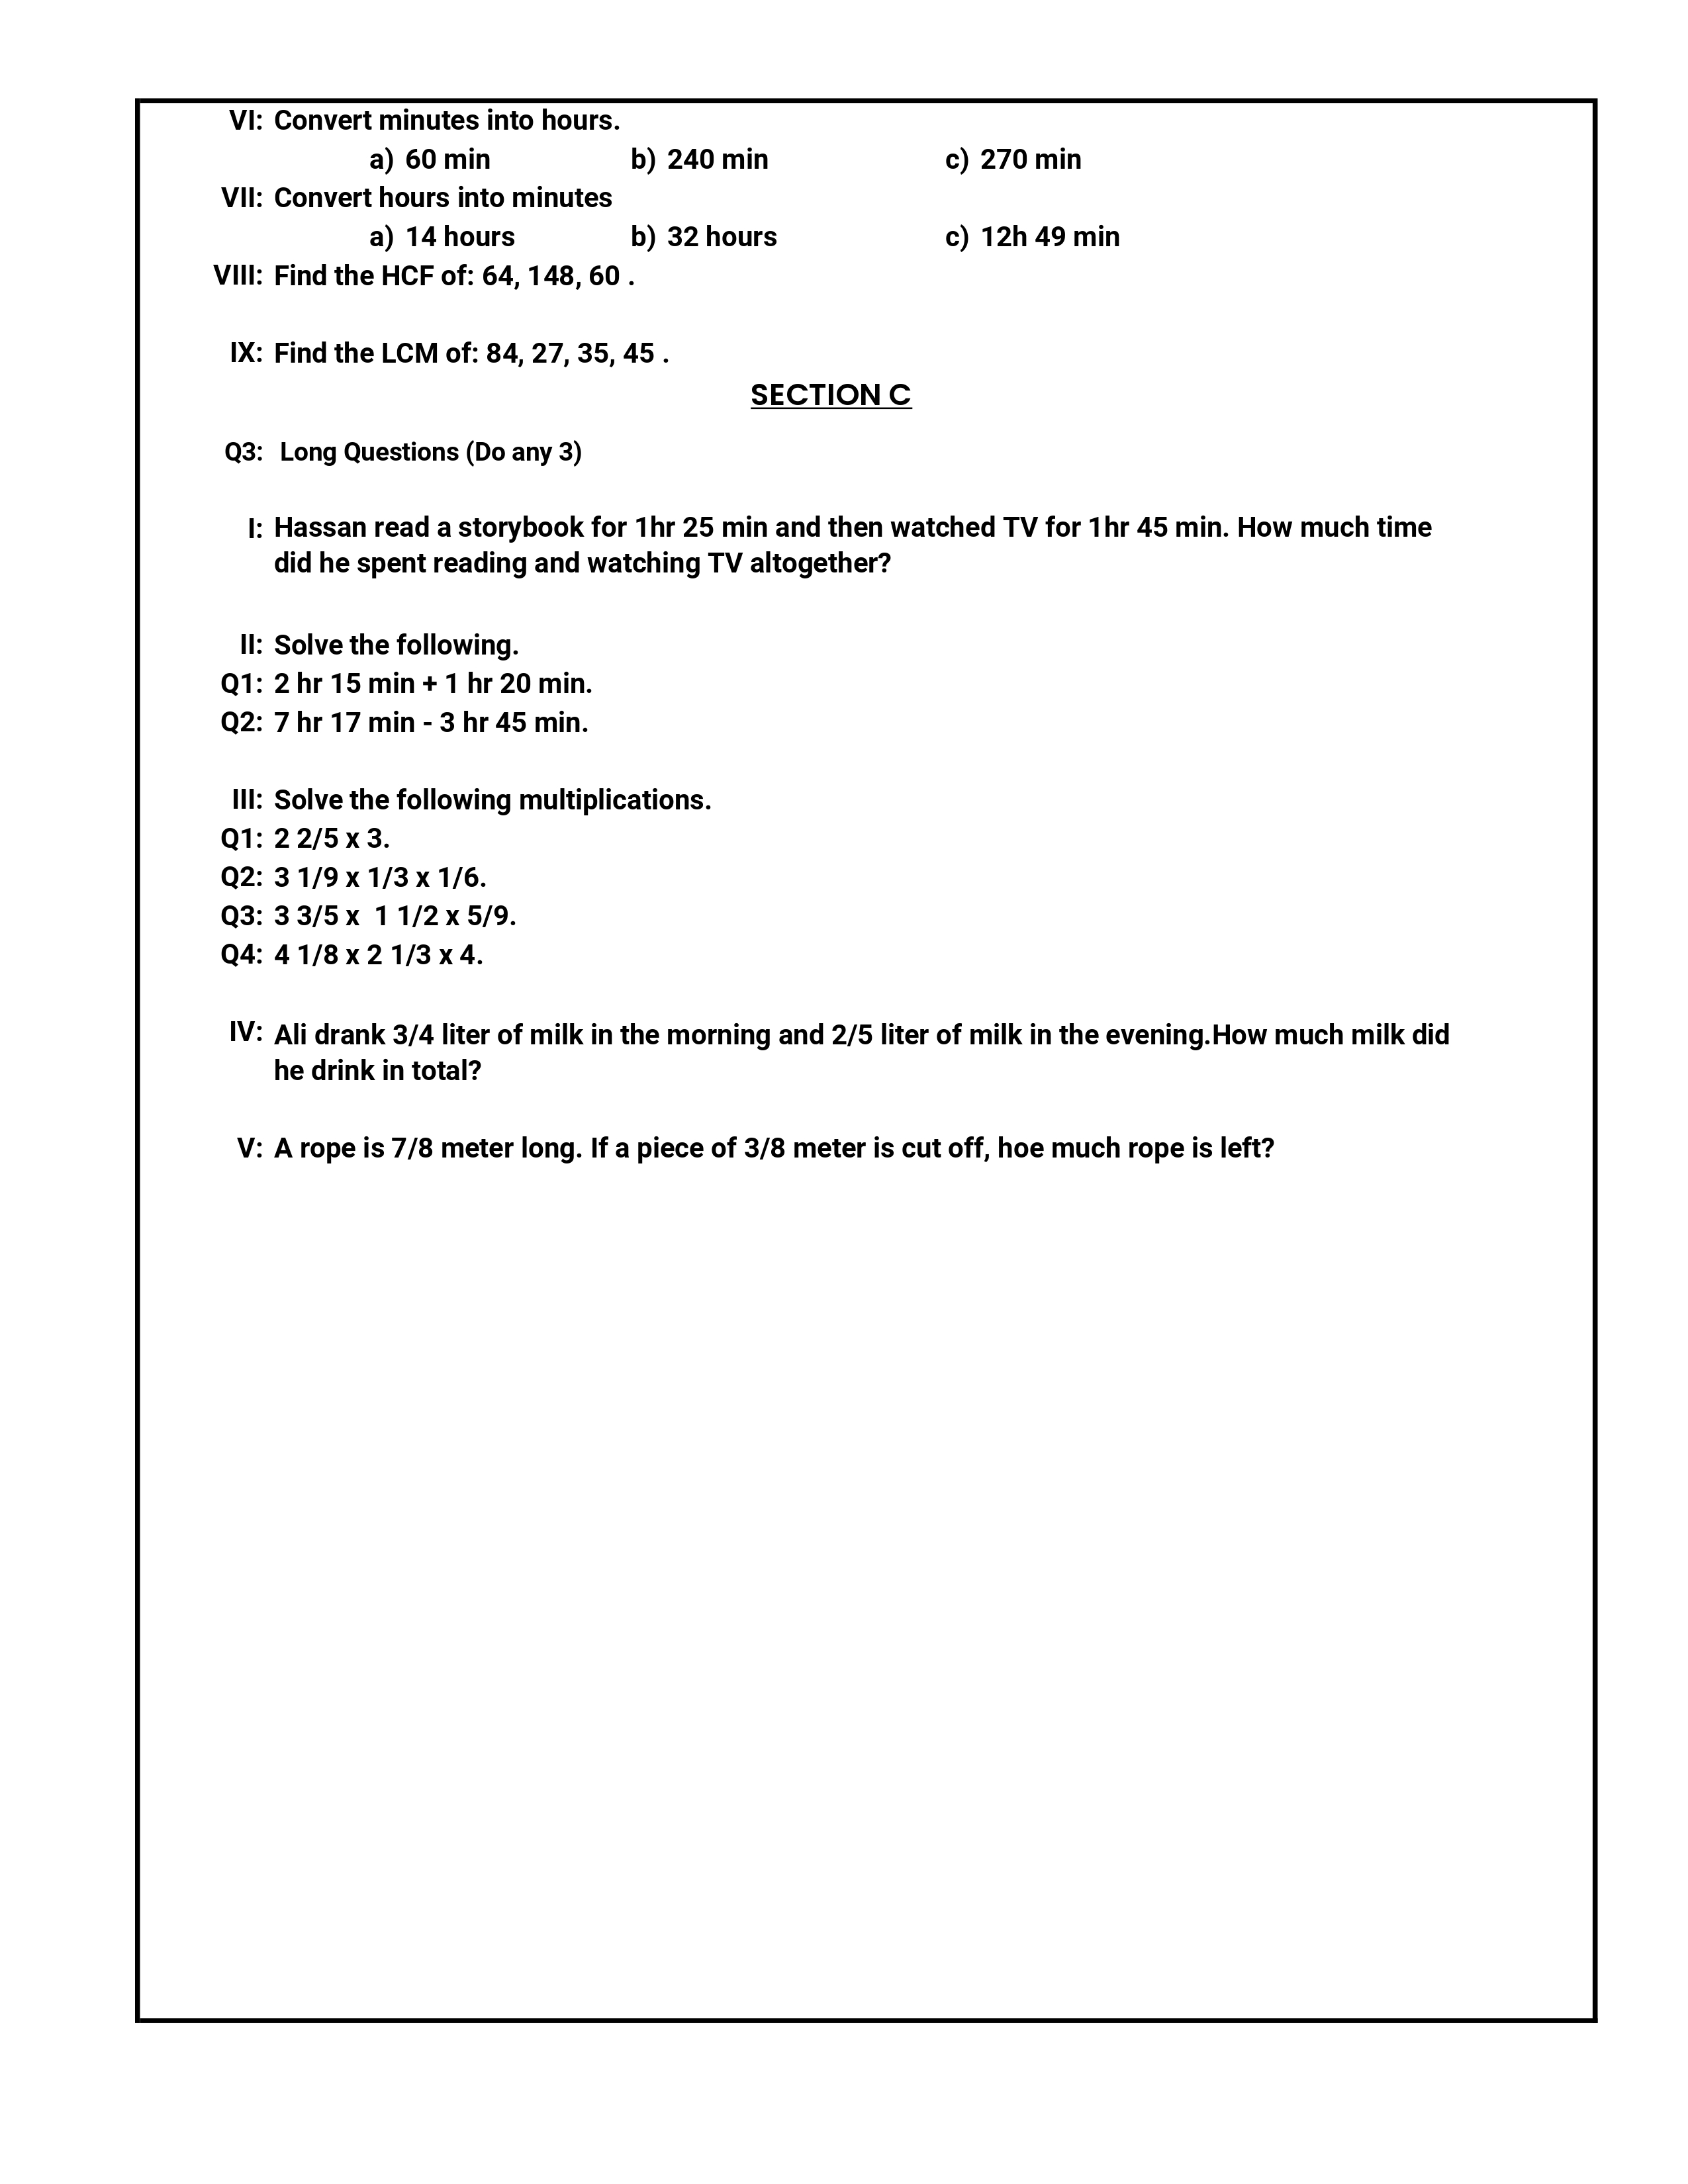 VI: Convert minutes into hours.
a) 60 min b) 240 min c) 270 min
VII: Convert hours into minutes
a) 14 hours b) 32 hours c) 12h 49 min
VIII: Find the HCF of: 64, 148, 60 .
IX: Find the LCM of: 84, 27, 35, 45 .
SECTION C
Q3: Long Questions (Do any 3)
I: Hassan read a storybook for 1hr 25 min and then watched TV for 1hr 45 min. How much time
did he spent reading and watching TV altogether?
II: Solve the following.
Q1: 2 hr 15 min + 1 hr 20 min.
Q2: 7 hr 17 min - 3 hr 45 min.
III: Solve the following multiplications.
Q1: 2 2/5 x 3.
Q2: 3 1/9 x 1/3 x 1/6.
Q3: 3 3/5 x  1 1/2 x 5/9.
Q4: 4 1/8 x 2 1/3 x 4.
IV: Ali drank 3/4 liter of milk in the morning and 2/5 liter of milk in the evening.How much milk did
he drink in total?
V: A rope is 7/8 meter long. If a piece of 3/8 meter is cut off, hoe much rope is left?